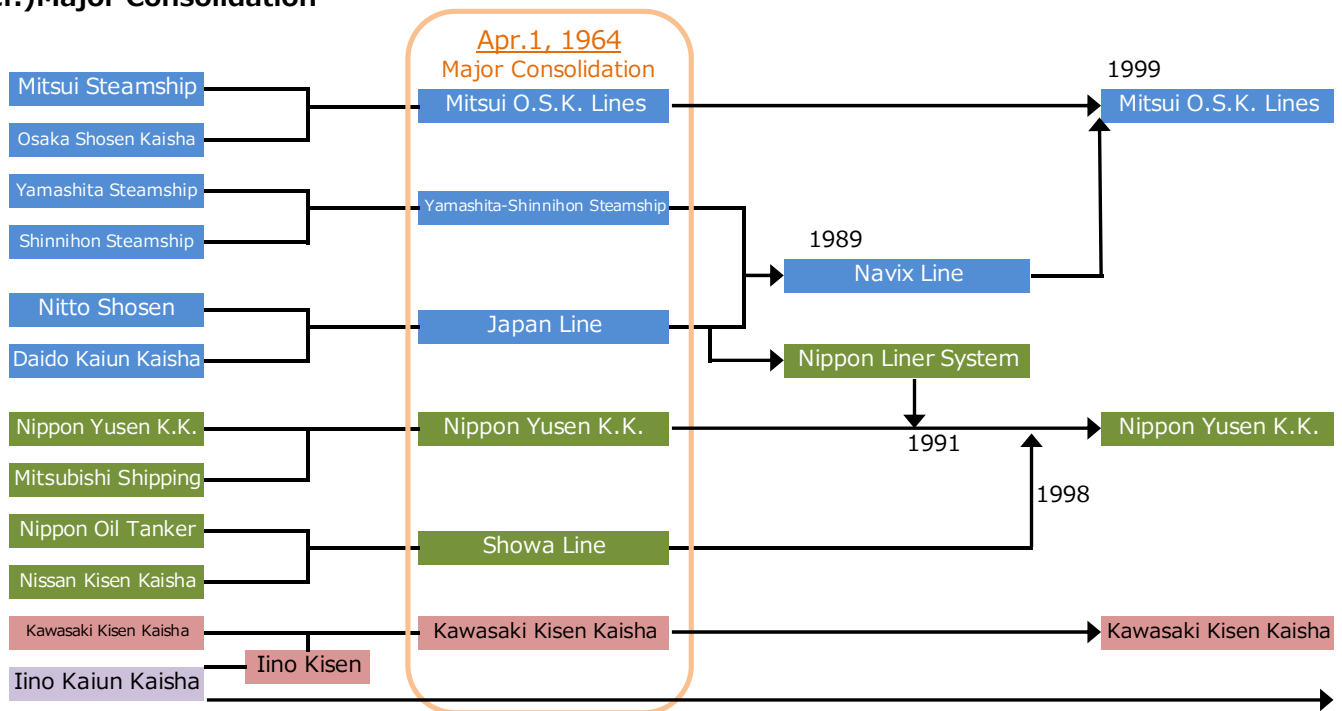 er.)Major Consolidation
Apr.1, 1964
Major Consolidation
1999
Mitsui Steamship
Mitsui O.S.K. Lines
Mitsui O.S.K. Lines
Osaka Shosen Kaisha
Yamashita Steamship
Yamashita-Shinnihon Steamship
Shinnihon Steamship
1989
Navix Line
Nitto Shosen
Japan Line
Daido Kaiun Kaisha
Nippon Liner System
Nippon Yusen K.K.
Nippon Yusen K.K.
Nippon Yusen K.K.
1991
Mitsubishi Shipping
1998
Nippon Oil Tanker
Showa Line
Nissan Kisen Kaisha
Kawasaki Kisen Kaisha
Kawasaki Kisen Kaisha
Kawasaki Kisen Kaisha
Iino Kisen
Iino Kaiun Kaisha